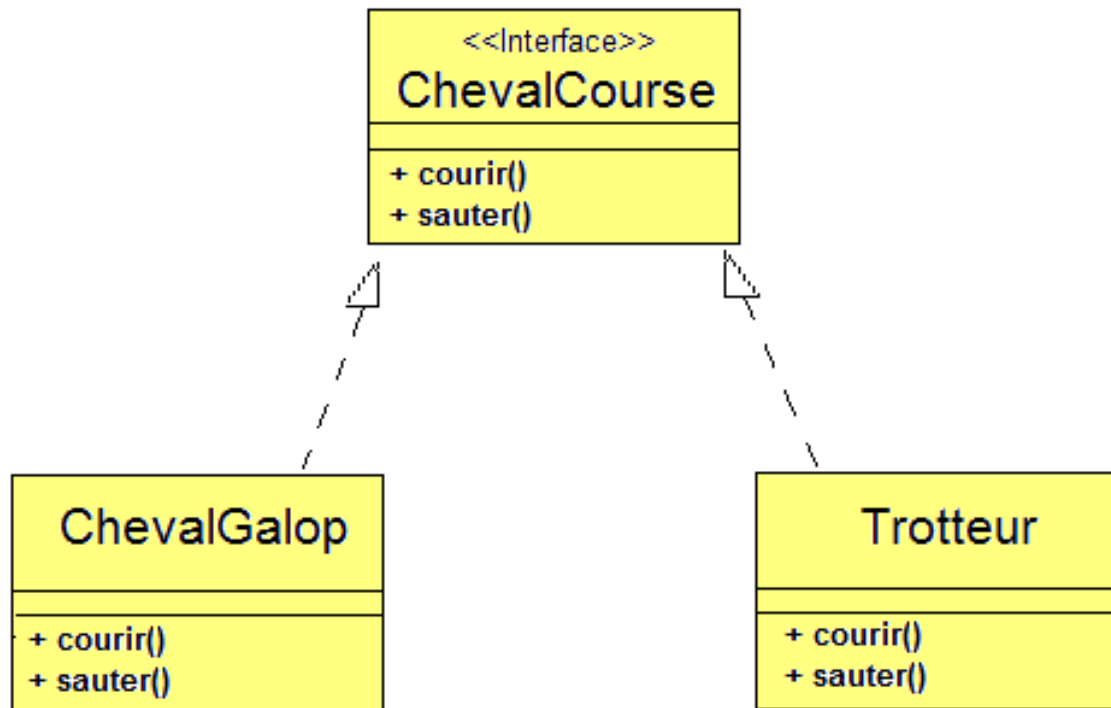 <<Interface>>
ChevalCourse
+ courir()
+ sauter()
ChevalGalop
+ courir()
+ sauter()
Trotteur
+ courir()
+ sauter()